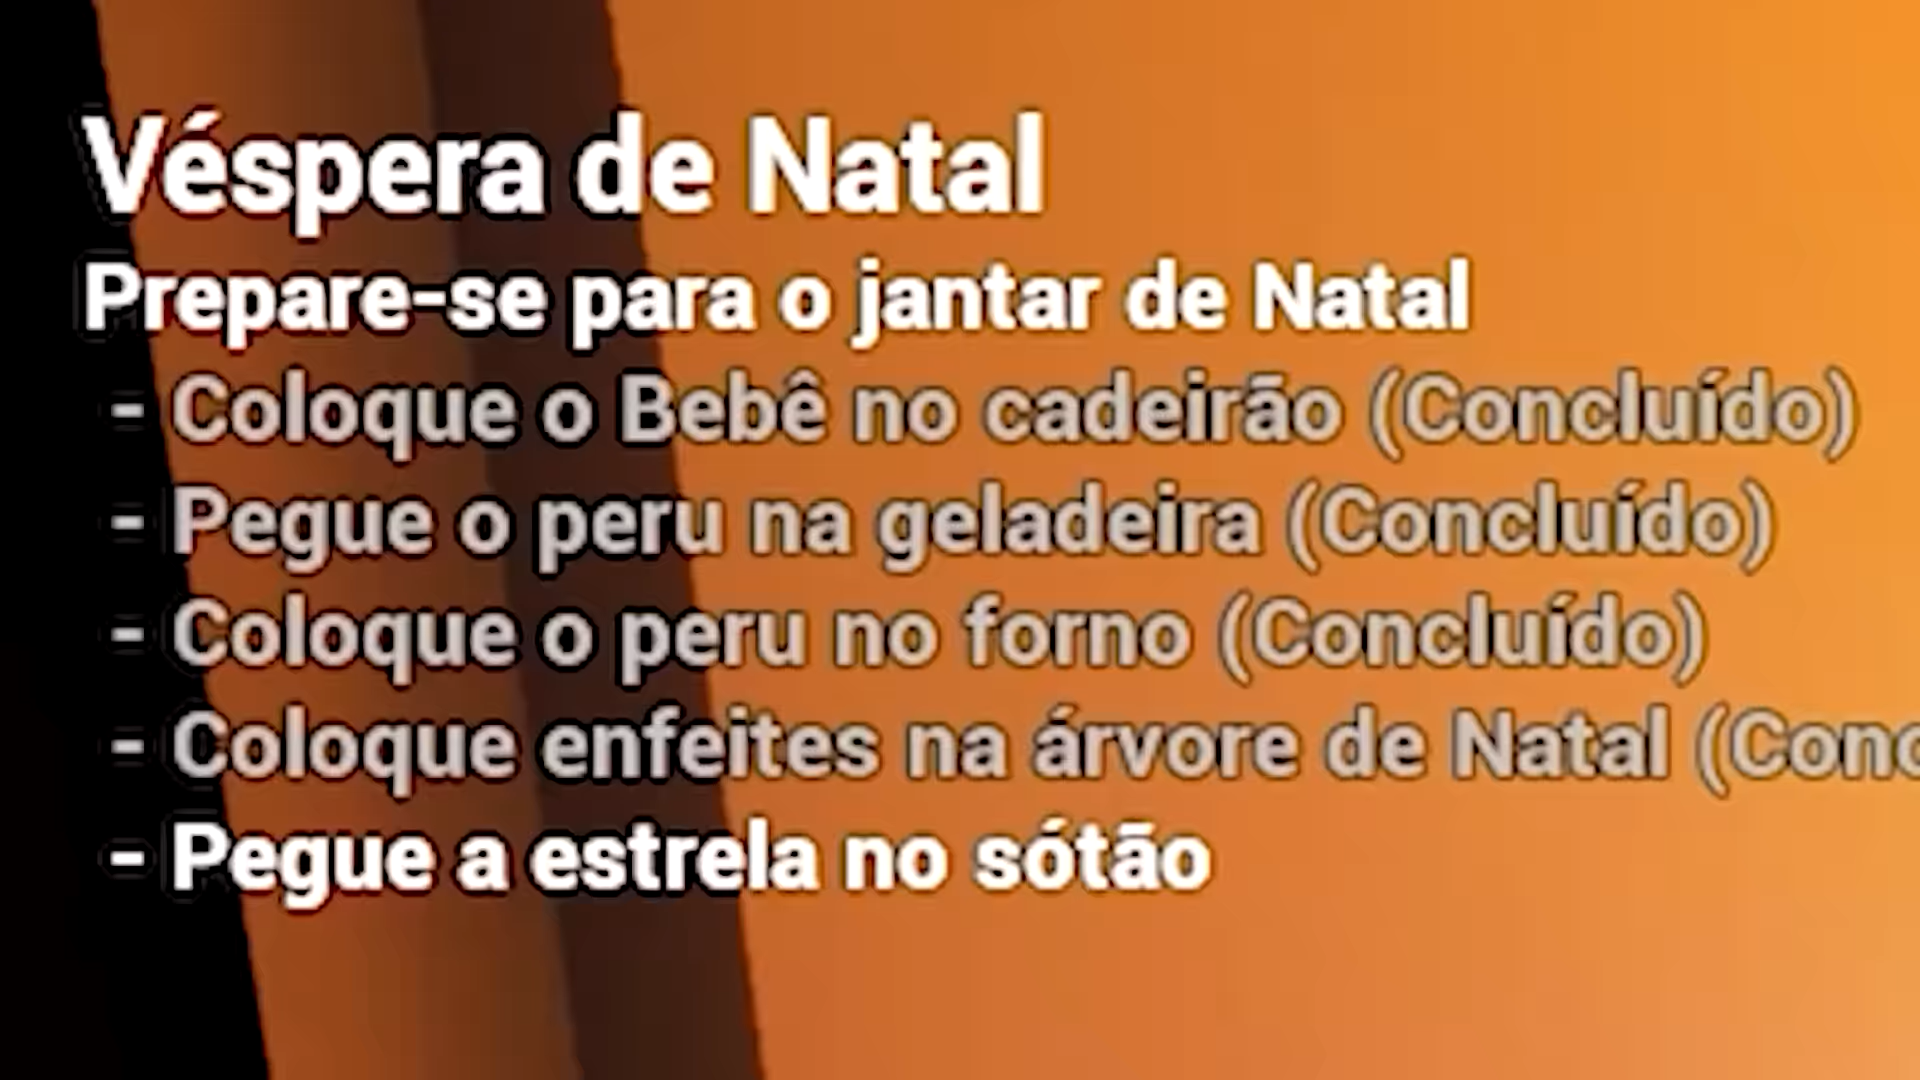 Véspera de Natal
Prepare-se para o jantar de Natal
- Coloque o Bebê no cadeirão (Concluído)
- Pegue o peru na geladeira (Concluído)
- Coloque o peru no forno (Concluído)
- Coloque enfeites na árvore de Natal (Conc
- Pegue a estrela no sótão